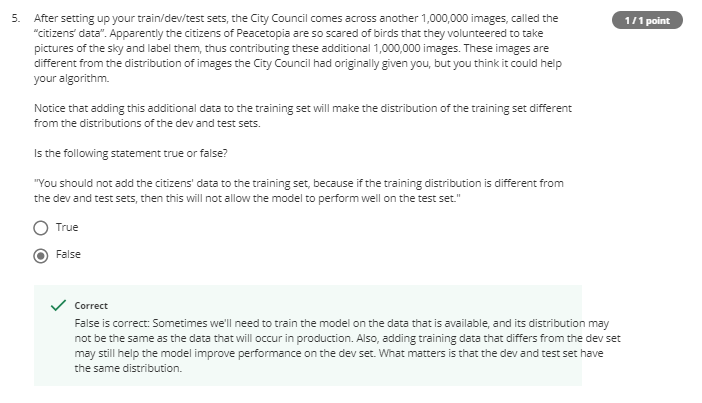 5. After setting up your train/dev/test sets, the City Council comes across another 1,000,000 images, called the
1 / 1 point
"citizens' data". Apparently the citizens of Peacetopia are so scared of birds that they volunteered to take
pictures of the sky and label them, thus contributing these additional 1,000,000 images. These images are
different from the distribution of images the City Council had originally given you, but you think it could help
your algorithm.
Notice that adding this additional data to the training set will make the distribution of the training set different
from the distributions of the dev and test sets.
Is the following statement true or false?
"You should not add the citizens' data to the training set, because if the training distribution is different from
the dev and test sets, then this will not allow the model to perform well on the test set."
True
False
Correct
False is correct: Sometimes we'll need to train the model on the data that is available, and its distribution may
not be the same as the data that will occur in production. Also, adding training data that differs from the dev set
may still help the model improve performance on the dev set. What matters is that the dev and test set have
the same distribution.